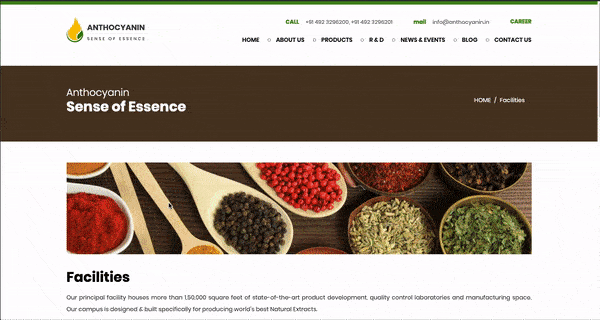 CALL +91 492 3296200, +91 492 3296201 mail info@anthocyanin.in CAREER
ANTHOCYANIN
SENSE OF ESSENCE
HOME ABOUT US PRODUCTS R & D NEWS & EVENTS BLOG CONTACT US
Anthocyanin
Sense of Essence
HOME / Facilities
Facilities
Our principal facility houses more than 1,50,000 square feet of state-of-the-art product development, quality control laboratories and manufacturing space.
Our campus is designed & built specifically for producing world's best Natural Extracts.